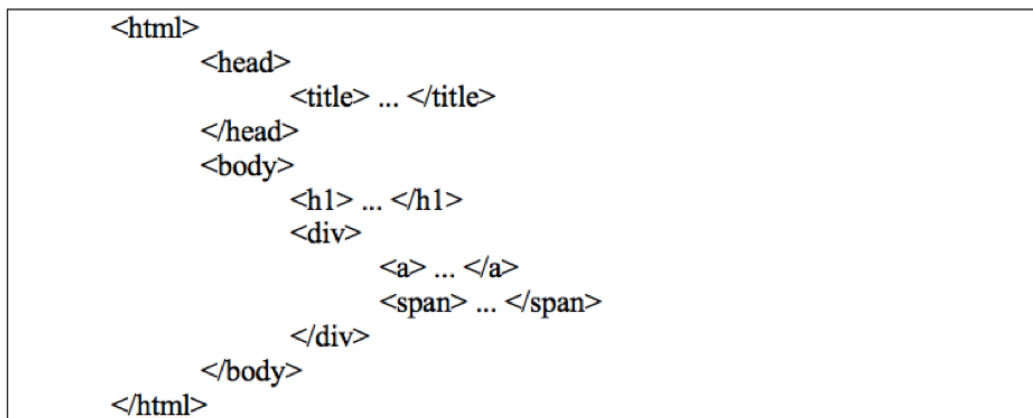 <html>
<head>
<title> ... </title>
</head>
<body>
<h1> ... </h1>
<div>
<a> ... </a>
<span> ... </span>
</div>
</body>
</html>